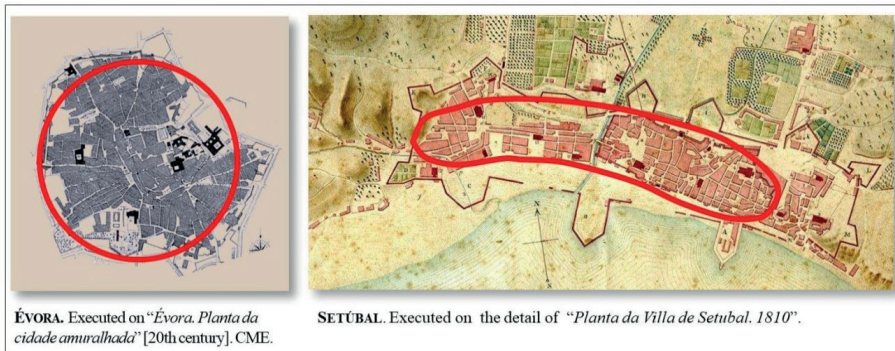 ÉVORA. Executed on “Évora. Planta da
cidade amuralhada” [20th century]. CME.
SETÚBAL. Executed on the detail of “Planta da Villa de Setubal. 1810”.
N
S
A
M